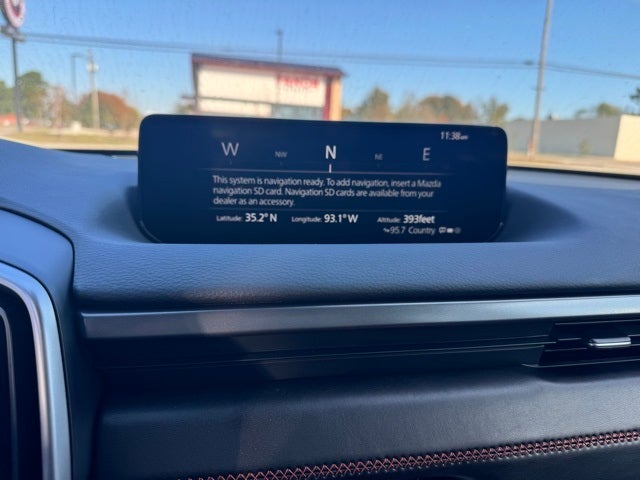 11:38 AM
W NW N NE E
This system is navigation ready. To add navigation, insert a Mazda
navigation SD card. Navigation SD cards are available from your
dealer as an accessory.
Latitude: 35.2° N Longitude: 93.1° W Altitude: 393feet
95.7 Country